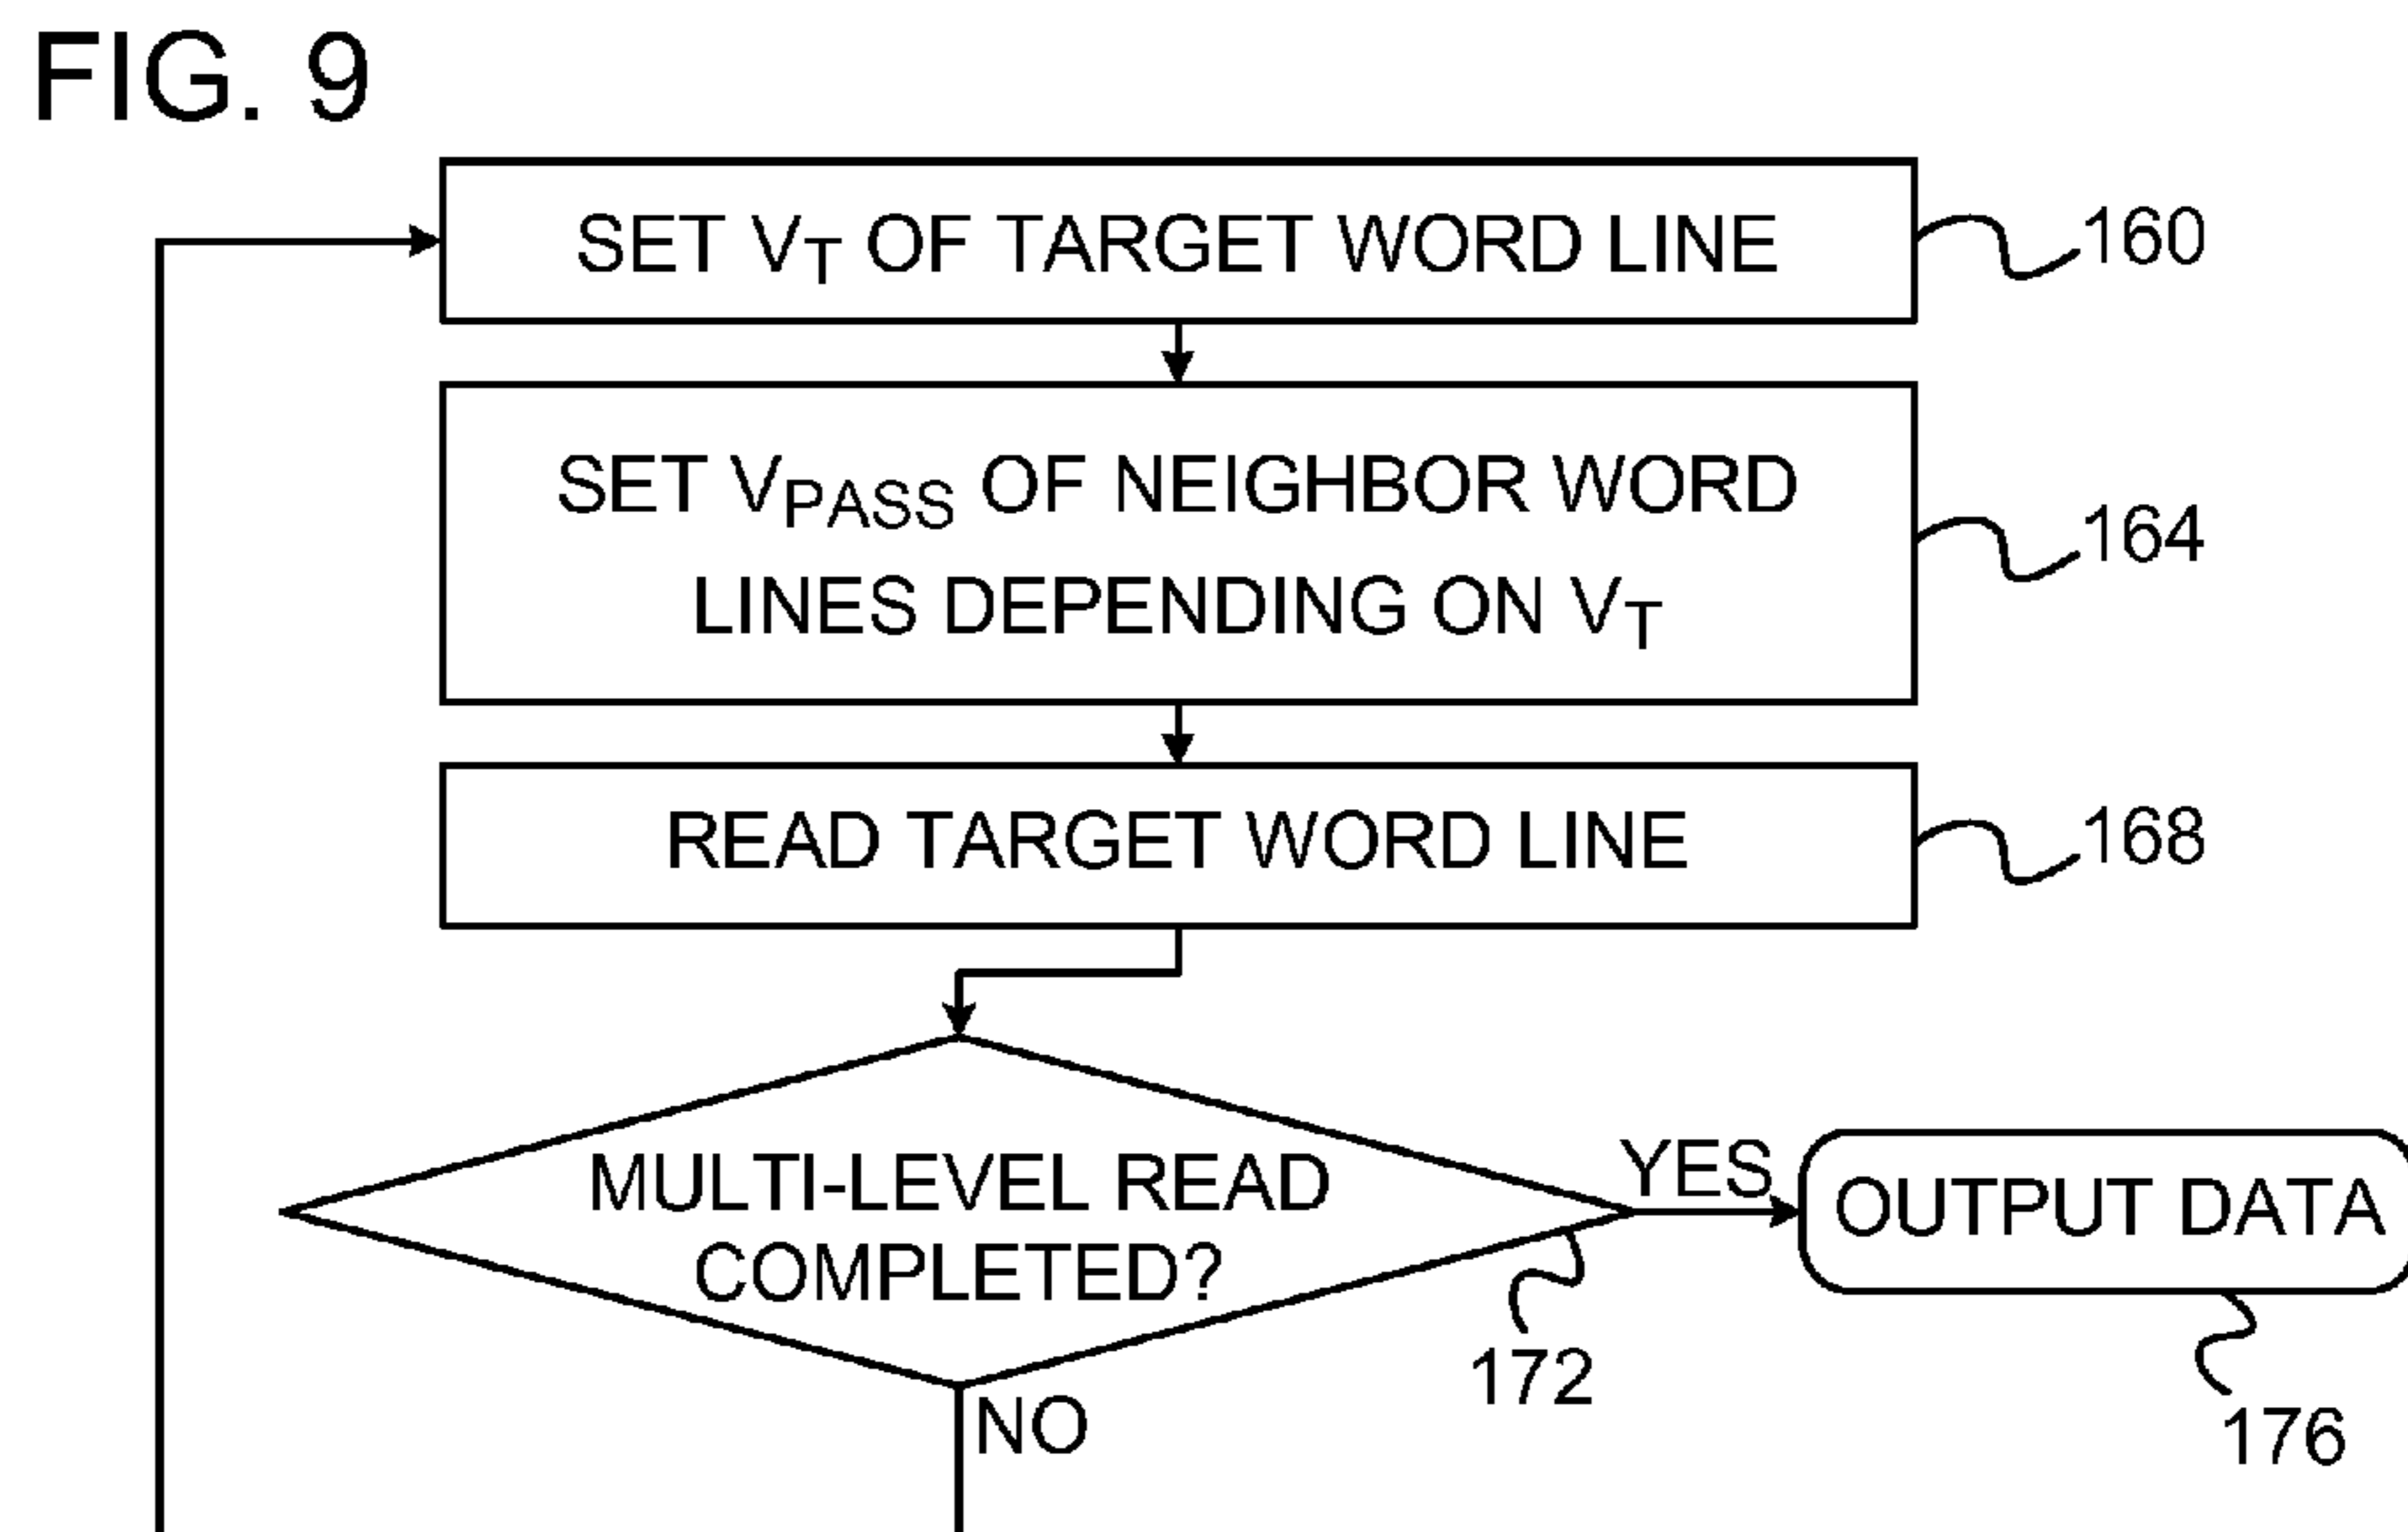 FIG. 9
SET VT OF TARGET WORD LINE
160
SET VPASS OF NEIGHBOR WORD
LINES DEPENDING ON VT
164
READ TARGET WORD LINE
168
MULTI-LEVEL READ
COMPLETED?
YES
OUTPUT DATA
172
NO
176